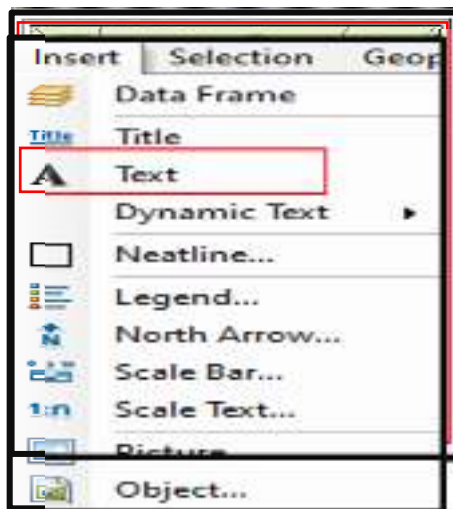 Insert Selection Geop
Data Frame
Title Title
A Text
Dynamic Text
Neatline...
Legend...
N North Arrow...
Scale Bar...
1:n Scale Text...
Picture
Object...